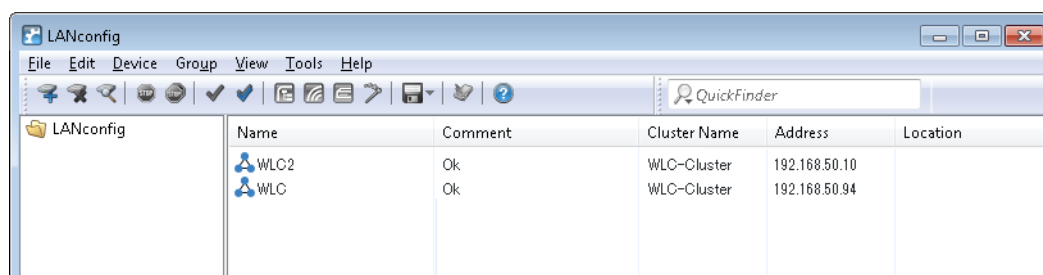 LANconfig
File Edit Device Group View Tools Help
QuickFinder
LANconfig
Name Comment Cluster Name Address Location
WLC2 Ok WLC-Cluster 192.168.50.10
WLC Ok WLC-Cluster 192.168.50.94